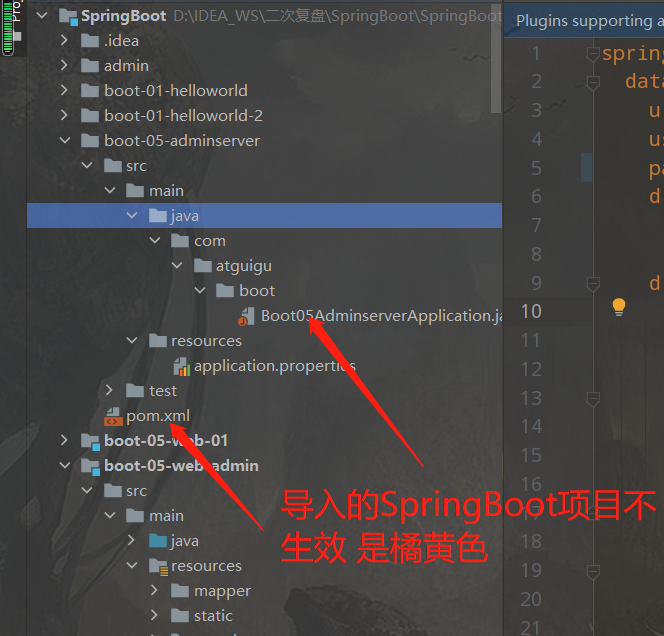 Pro
SpringBoot D:\IDEA_WS\二次复盘\SpringBoot\SpringBoot
.idea
admin
boot-01-helloworld
boot-01-helloworld-2
boot-05-adminserver
src
main
java
com
atguigu
boot
Boot05AdminserverApplication.ja
resources
application.properties
test
pom.xml
boot-05-web-01
boot-05-web-admin
src
main
java
resources
mapper
static
Plugins supporting a
1 spring
2 data
3 u
4 us
5 pa
6 d
7
8
9 d
10
11
12
13
14
15
16
17
18
19
20
21
导入的SpringBoot项目不
生效 是橘黄色